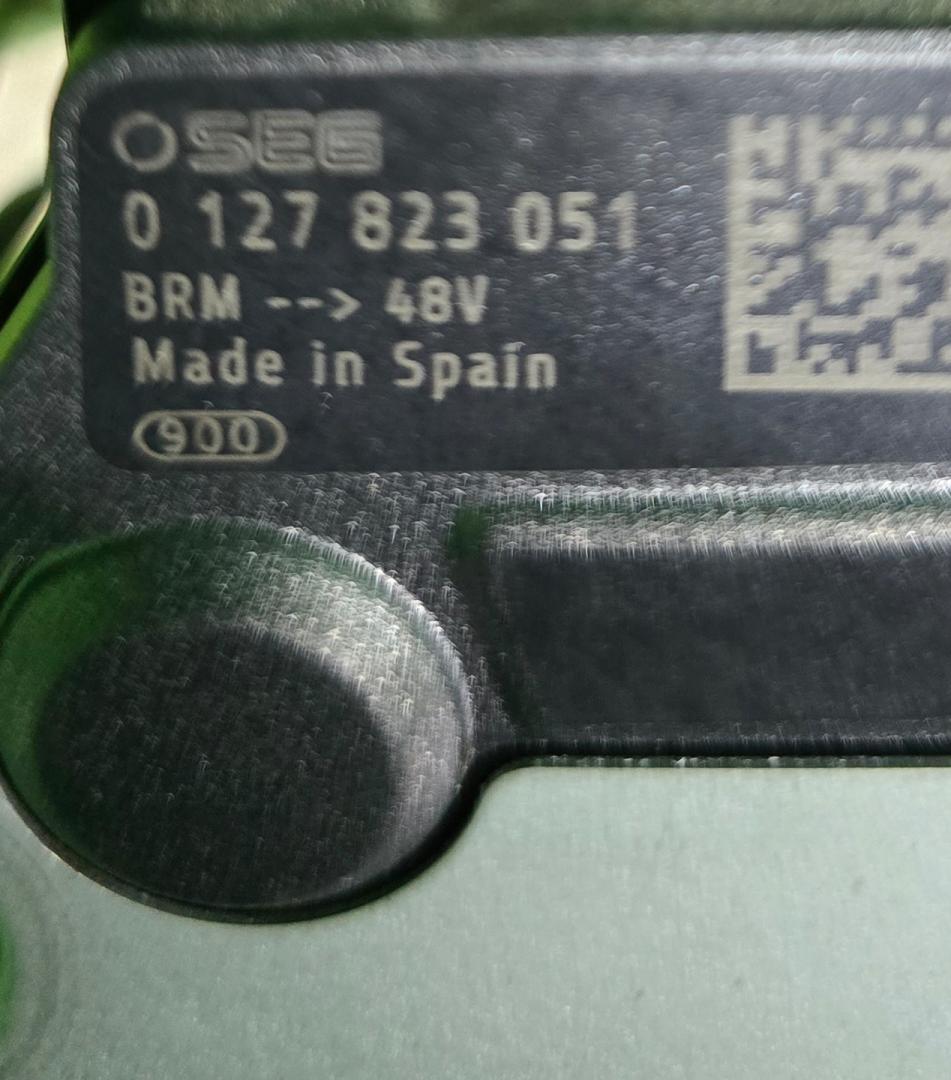 SEG
0 127 823 051
BRM --> 48V
Made in Spain
900